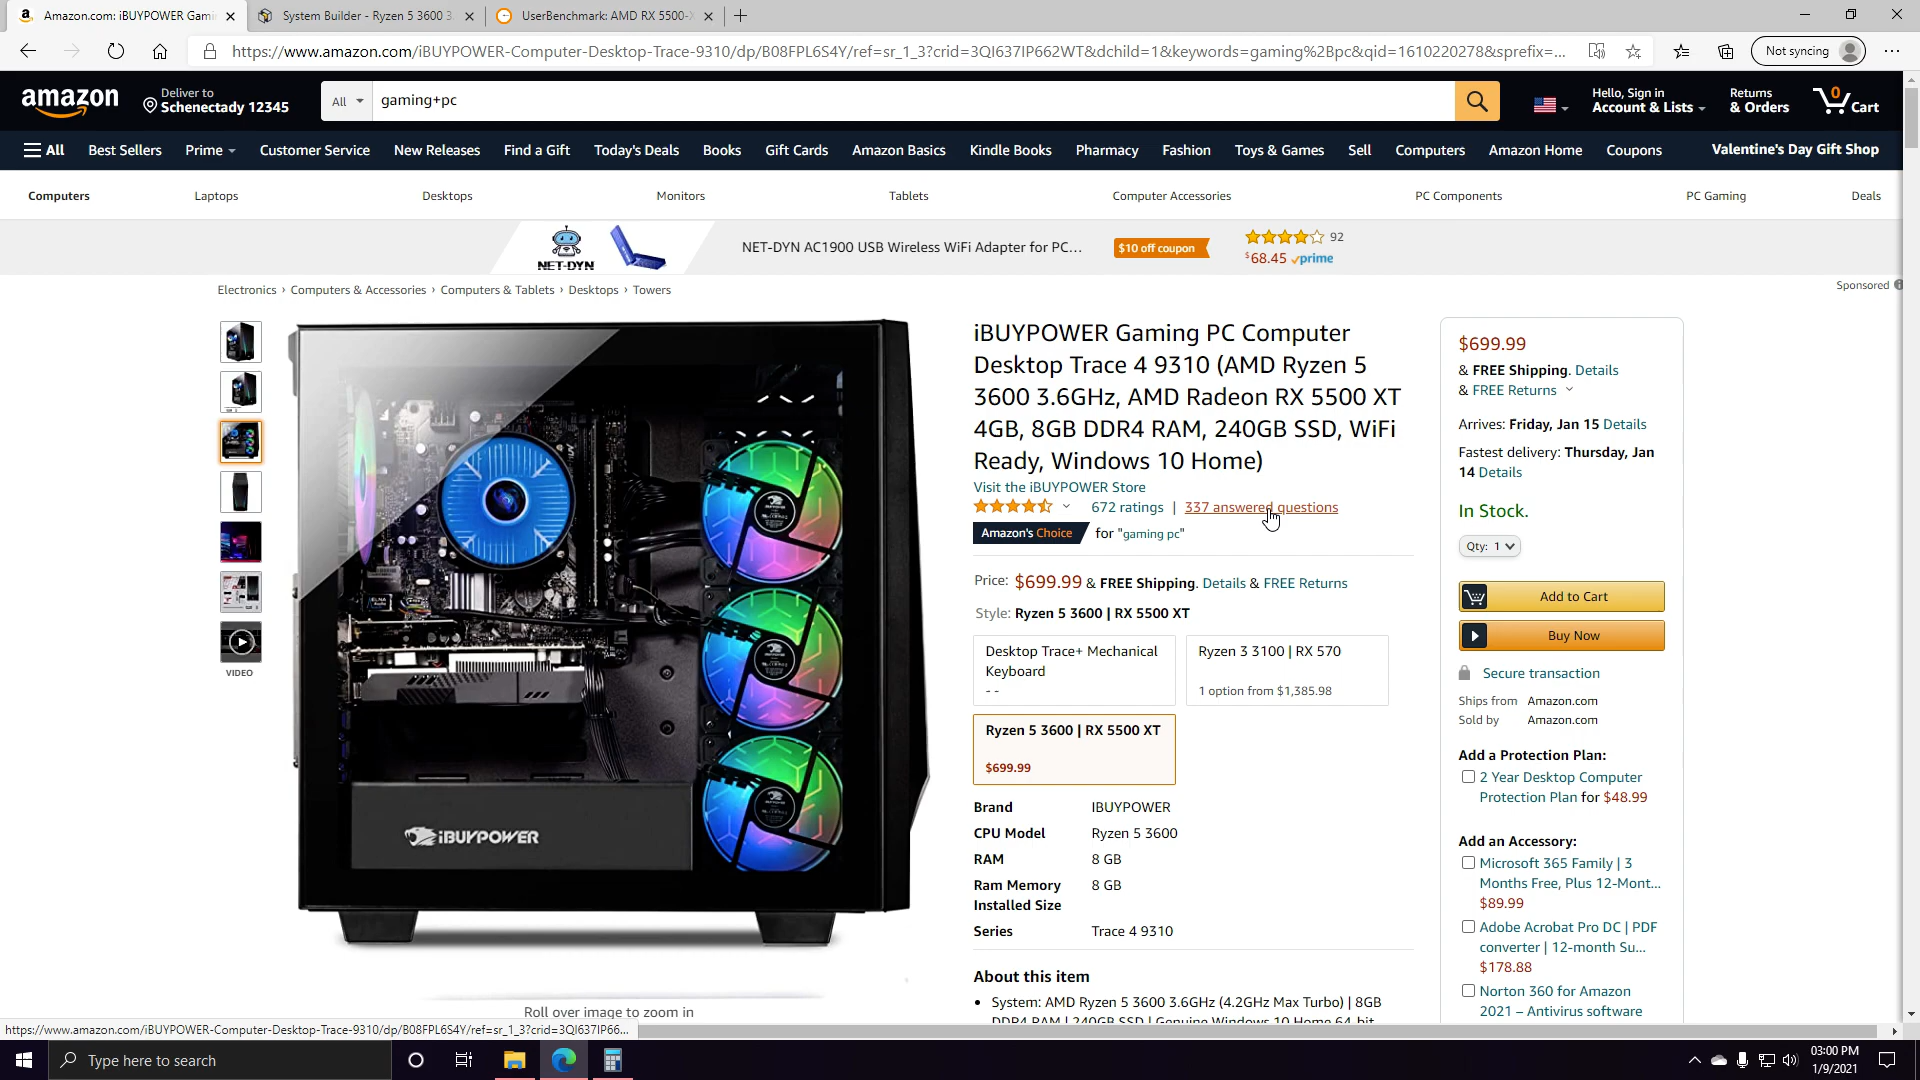 Amazon.com: iBUYPOWER Gami
System Builder - Ryzen 5 3600 3.
UserBenchmark: AMD RX 5500-X
https://www.amazon.com/iBUYPOWER-Computer-Desktop-Trace-9310/dp/B08FPL6S4Y/ref=sr_1_3?crid=3QI637IP662WT&dchild=1&keywords=gaming%2Bpc&qid=1610220278&sprefix=...
Not syncing
amazon
Deliver to
Schenectady 12345
All
gaming+pc
Hello, Sign in
Account & Lists
Returns
& Orders
0
Cart
All
Best Sellers
Prime
Customer Service
New Releases
Find a Gift
Today's Deals
Books
Gift Cards
Amazon Basics
Kindle Books
Pharmacy
Fashion
Toys & Games
Sell
Computers
Amazon Home
Coupons
Valentine's Day Gift Shop
Computers
Laptops
Desktops
Monitors
Tablets
Computer Accessories
PC Components
PC Gaming
Deals
NET-DYN
NET-DYN AC1900 USB Wireless WiFi Adapter for PC...
$10 off coupon
92
$68.45 prime
Sponsored
Electronics › Computers & Accessories › Computers & Tablets › Desktops › Towers
VIDEO
iBUYPOWER
Roll over image to zoom in
iBUYPOWER Gaming PC Computer
Desktop Trace 4 9310 (AMD Ryzen 5
3600 3.6GHz, AMD Radeon RX 5500 XT
4GB, 8GB DDR4 RAM, 240GB SSD, WiFi
Ready, Windows 10 Home)
Visit the iBUYPOWER Store
672 ratings | 337 answered questions
Amazon's Choice for "gaming pc"
Price: $699.99 & FREE Shipping. Details & FREE Returns
Style: Ryzen 5 3600 | RX 5500 XT
Desktop Trace+ Mechanical
Keyboard
- -
Ryzen 3 3100 | RX 570
1 option from $1,385.98
Ryzen 5 3600 | RX 5500 XT
$699.99
Brand IBUYPOWER
CPU Model Ryzen 5 3600
RAM 8 GB
Ram Memory 8 GB
Installed Size
Series Trace 4 9310
About this item
• System: AMD Ryzen 5 3600 3.6GHz (4.2GHz Max Turbo) | 8GB
DDR4 RAM | 240GB SSD | Genuine Windows 10 Home 64-bit
$699.99
& FREE Shipping. Details
& FREE Returns
Arrives: Friday, Jan 15 Details
Fastest delivery: Thursday, Jan
14 Details
In Stock.
Qty: 1
Add to Cart
Buy Now
Secure transaction
Ships from Amazon.com
Sold by Amazon.com
Add a Protection Plan:
2 Year Desktop Computer
Protection Plan for $48.99
Add an Accessory:
Microsoft 365 Family | 3
Months Free, Plus 12-Mont...
$89.99
Adobe Acrobat Pro DC | PDF
converter | 12-month Su...
$178.88
Norton 360 for Amazon
2021 – Antivirus software
https://www.amazon.com/iBUYPOWER-Computer-Desktop-Trace-9310/dp/B08FPL6S4Y/ref=sr_1_3?crid=3QI637IP66...
Type here to search
03:00 PM
1/9/2021